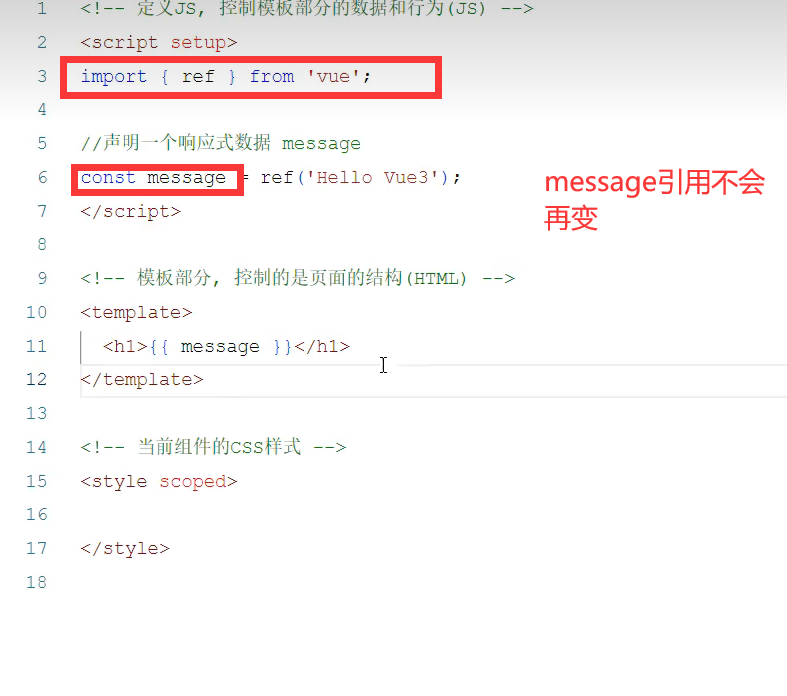 1 <!-- 定义JS, 控制模板部分的数据和行为(JS) -->
2 <script setup>
3 import { ref } from 'vue';
4
5 //声明一个响应式数据 message
6 const message = ref('Hello Vue3');
7 </script>
8
9 <!-- 模板部分, 控制的是页面的结构(HTML) -->
10 <template>
11 <h1>{{ message }}</h1>
12 </template>
13
14 <!-- 当前组件的CSS样式 -->
15 <style scoped>
16
17 </style>
18
message引用不会
再变